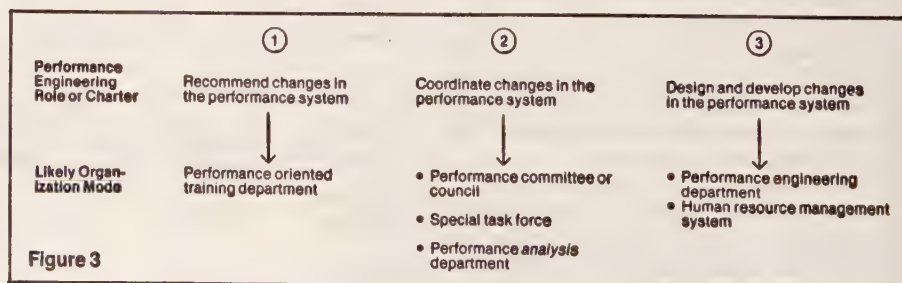 1
2
3
Performance
Engineering
Role or Charter
Recommend changes in
the performance system
Coordinate changes in the
performance system
Design and develop changes
in the performance system
Likely Organ-
ization Mode
Performance oriented
training department
• Performance committee or
council
• Special task force
• Performance analysis
department
• Performance engineering
department
• Human resource management
system
Figure 3